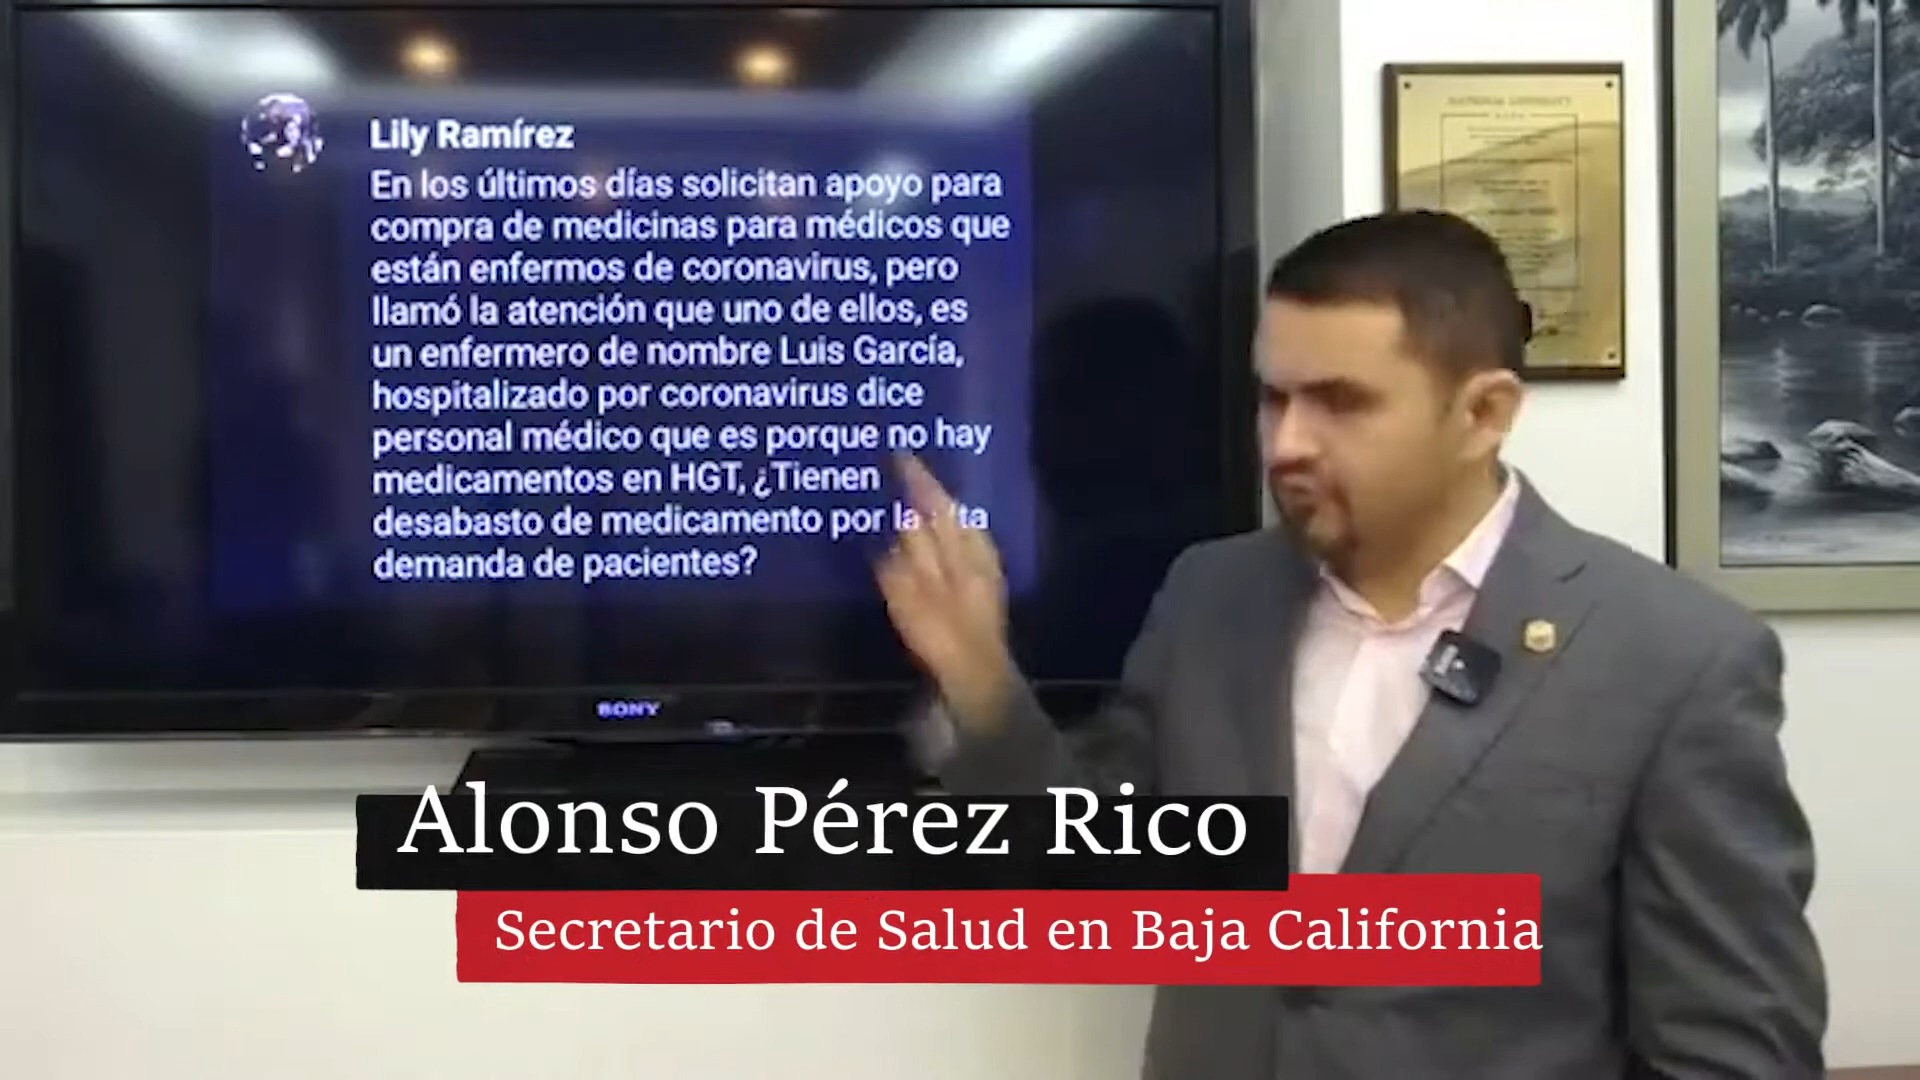 Lily Ramírez
En los últimos días solicitan apoyo para
compra de medicinas para médicos que
están enfermos de coronavirus, pero
llamó la atención que uno de ellos, es
un enfermero de nombre Luis García,
hospitalizado por coronavirus dice
personal médico que es porque no hay
medicamentos en HGT, ¿Tienen
desabasto de medicamento por la alta
demanda de pacientes?
SONY
Alonso Pérez Rico
Secretario de Salud en Baja California